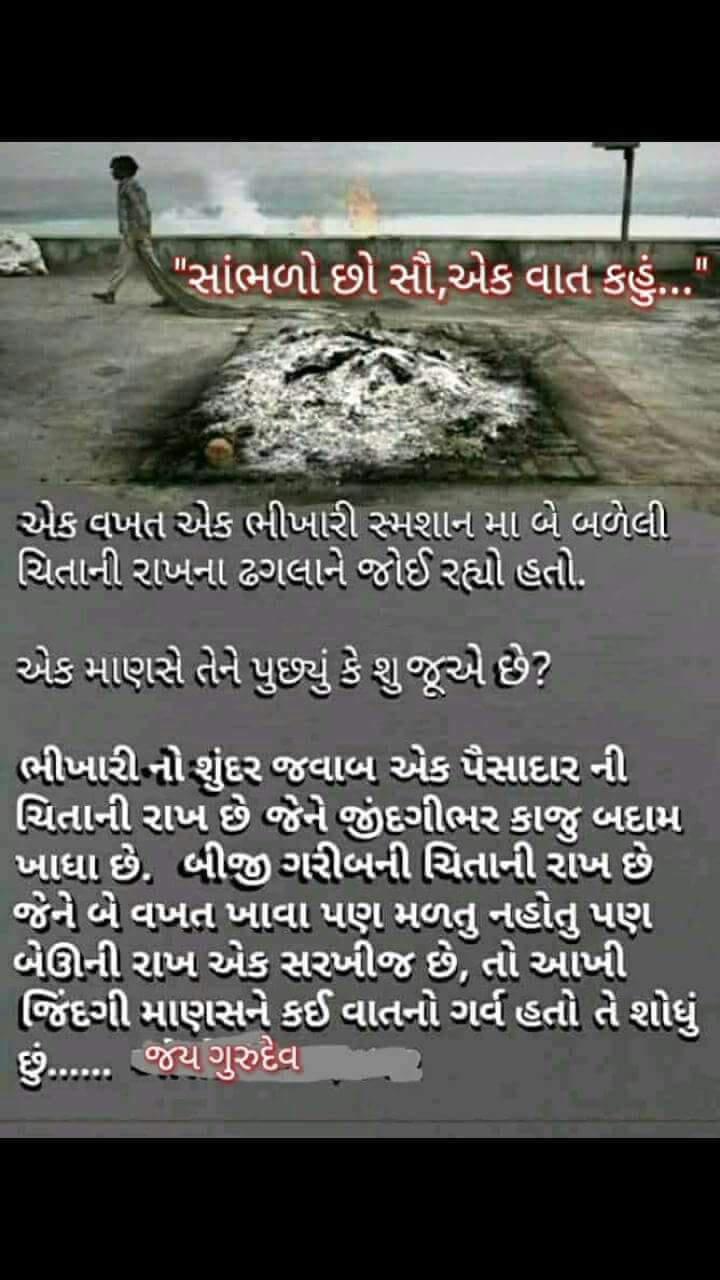 "સાંભળો છો સૌ,એક વાત કહું..."
એક વખત એક ભીખારી સ્મશાન મા બે બળેલી
ચિતાની રાખના ઢગલાને જોઈ રહ્યો હતો.
એક માણસે તેને પુછ્યું કે શુ જૂએ છે?
ભીખારી નો શુંદર જવાબ એક પૈસાદાર ની
ચિતાની રાખ છે જેને જીંદગીભર કાજુ બદામ
ખાધા છે. બીજી ગરીબની ચિતાની રાખ છે
જેને બે વખત ખાવા પણ મળતુ નહોતુ પણ
બેઊની રાખ એક સરખીજ છે, તો આખી
જિંદગી માણસને કઈ વાતનો ગર્વ હતો તે શોધું
છું...... જય ગુરુદેવ